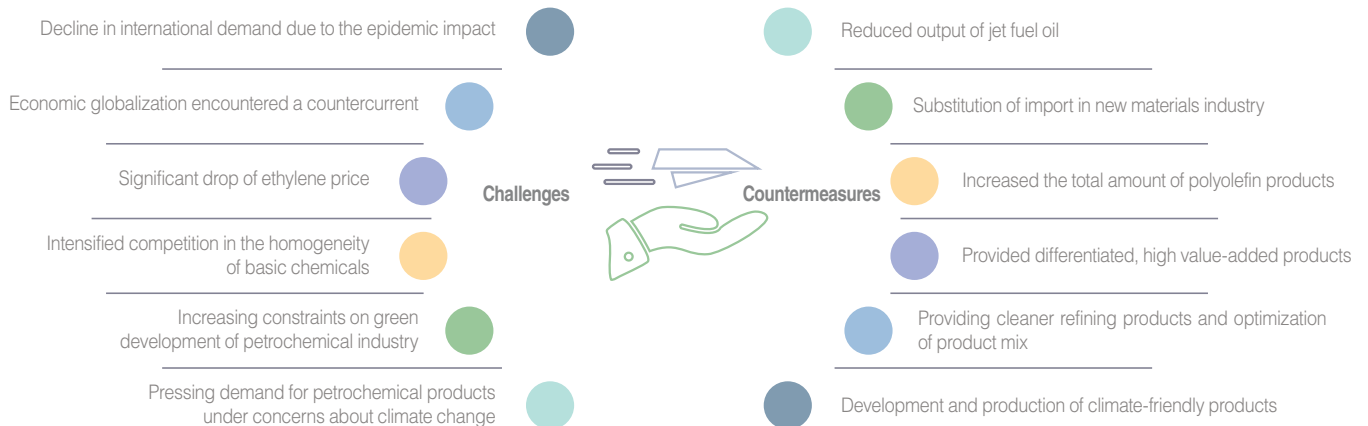 Decline in international demand due to the epidemic impact
Economic globalization encountered a countercurrent
Significant drop of ethylene price
Intensified competition in the homogeneity
of basic chemicals
Increasing constraints on green
development of petrochemical industry
Pressing demand for petrochemical products
under concerns about climate change
Challenges
Countermeasures
Reduced output of jet fuel oil
Substitution of import in new materials industry
Increased the total amount of polyolefin products
Provided differentiated, high value-added products
Providing cleaner refining products and optimization
of product mix
Development and production of climate-friendly products